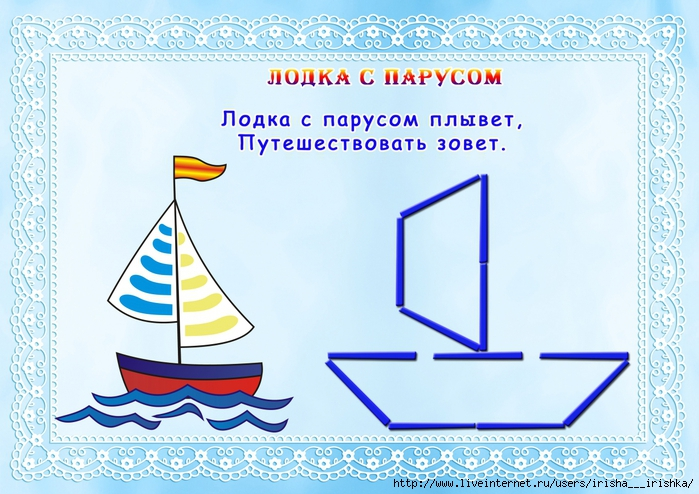 ЛОДКА С ПАРУСОМ
Лодка с парусом плывет,
Путешествовать зовет.
http://www.liveinternet.ru/users/irisha___irishka/